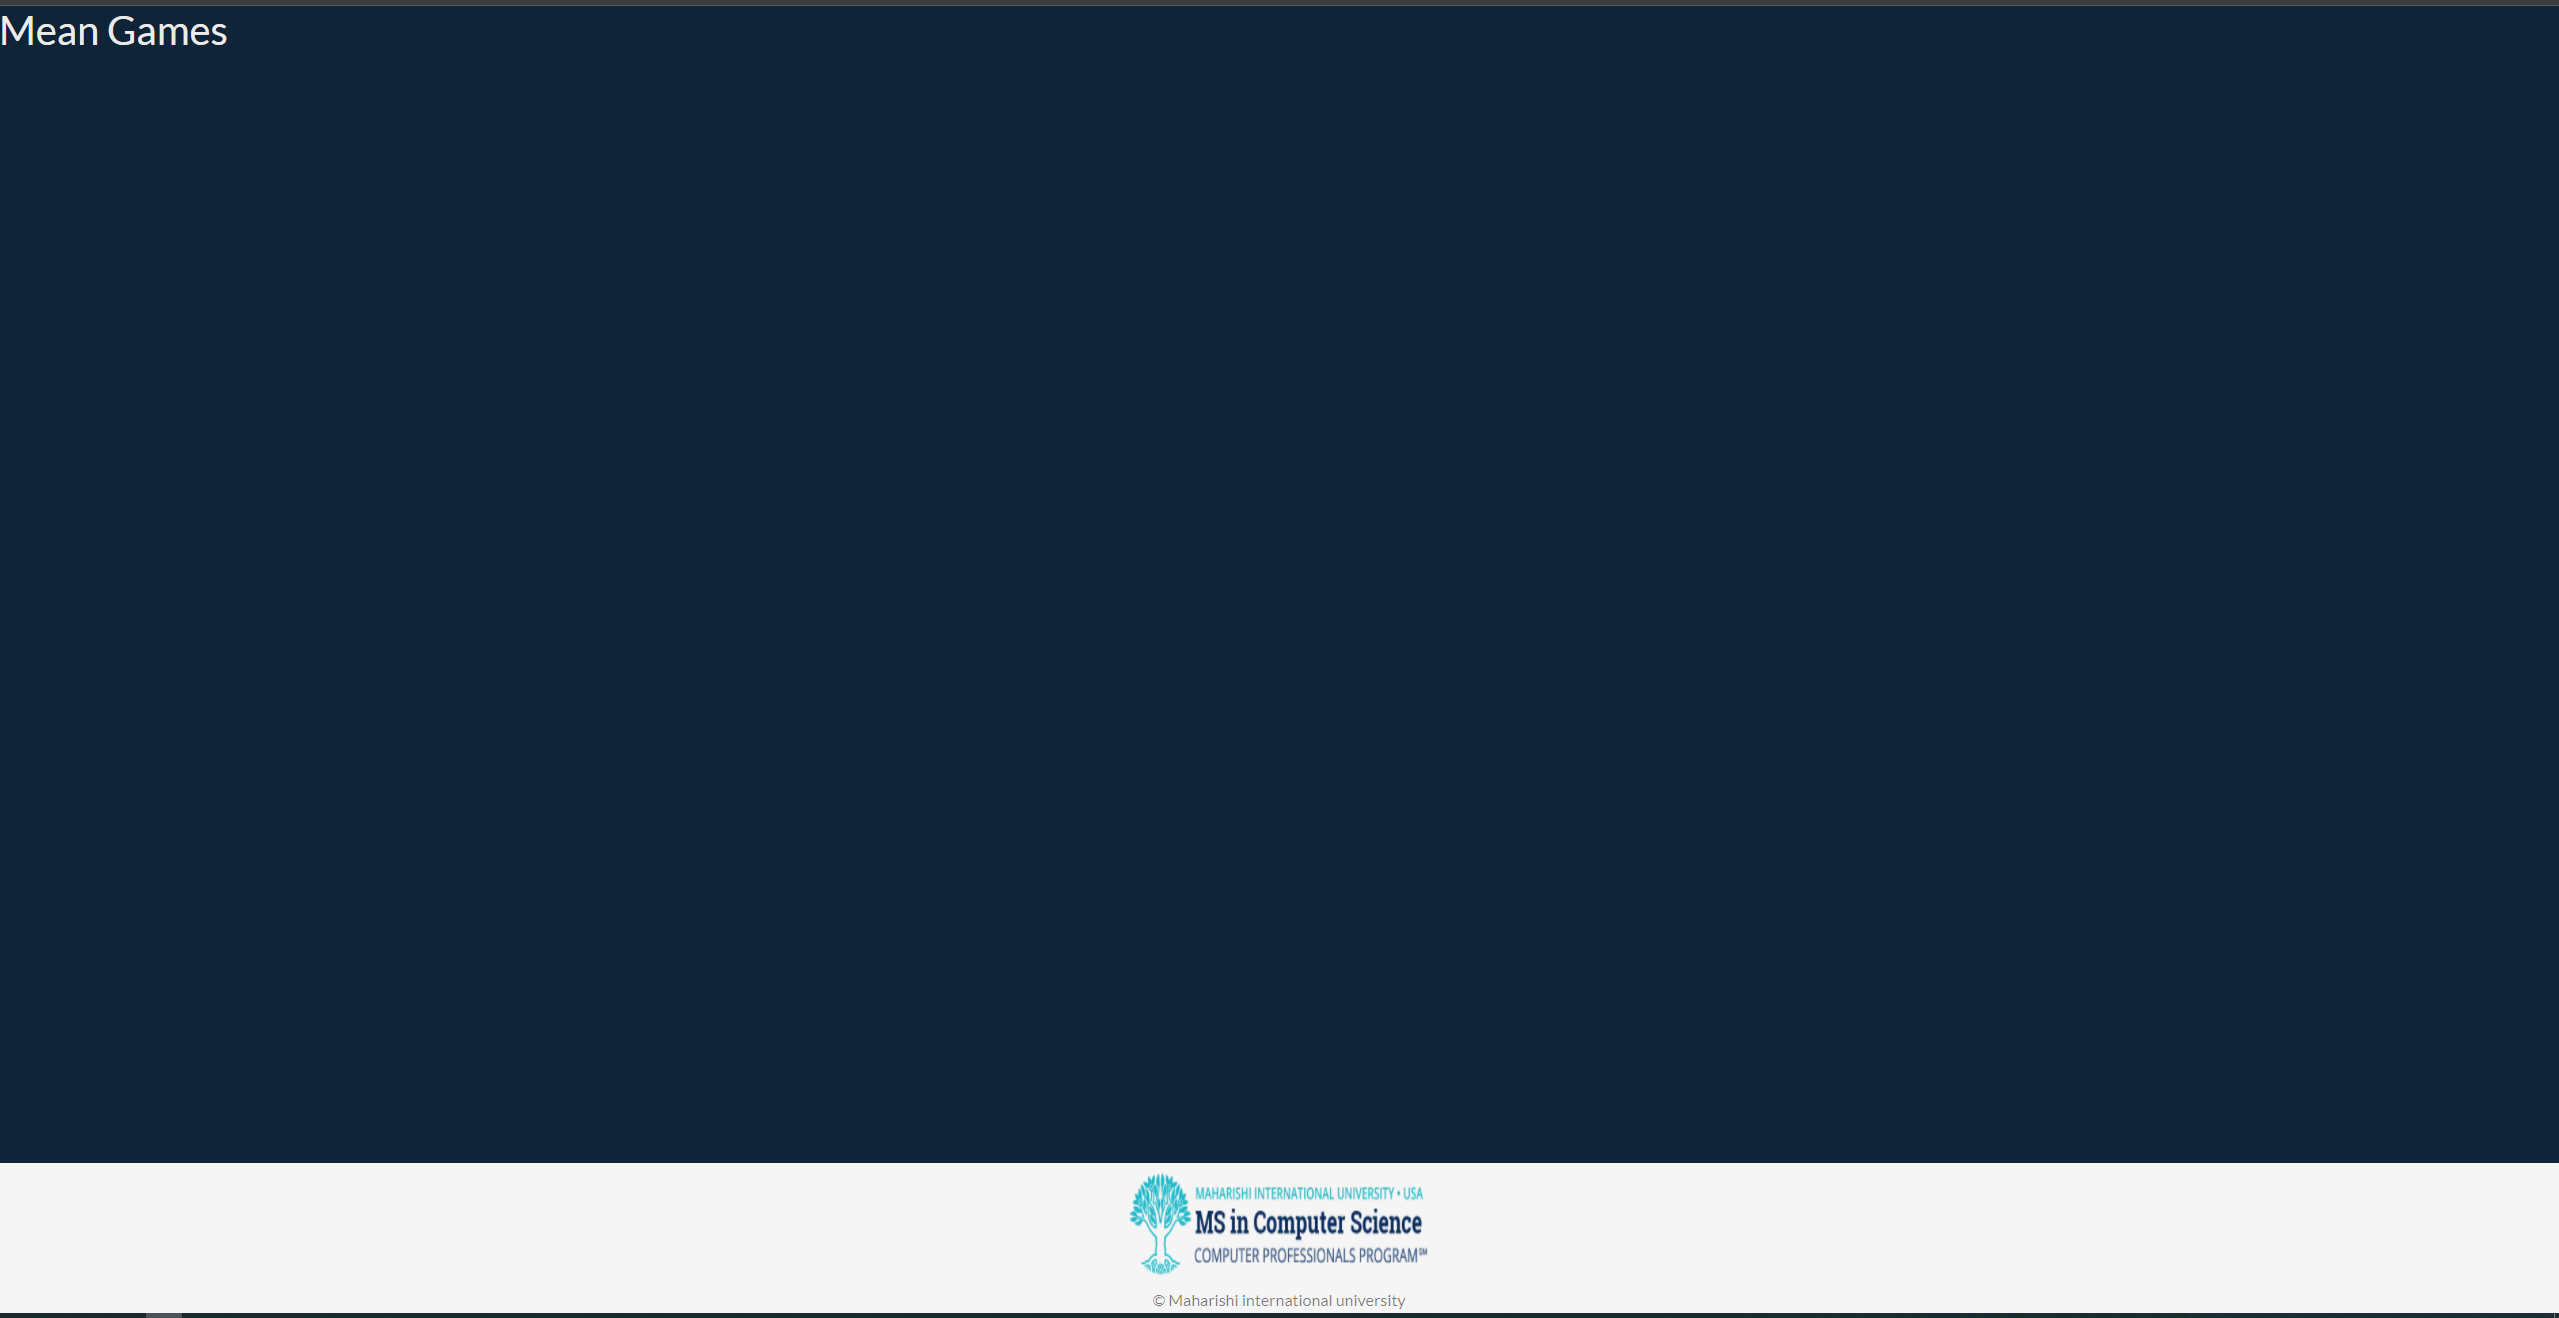 Mean Games
MAHARISHI INTERNATIONAL UNIVERSITY • USA
MS in Computer Science
COMPUTER PROFESSIONALS PROGRAM℠
© Maharishi international university